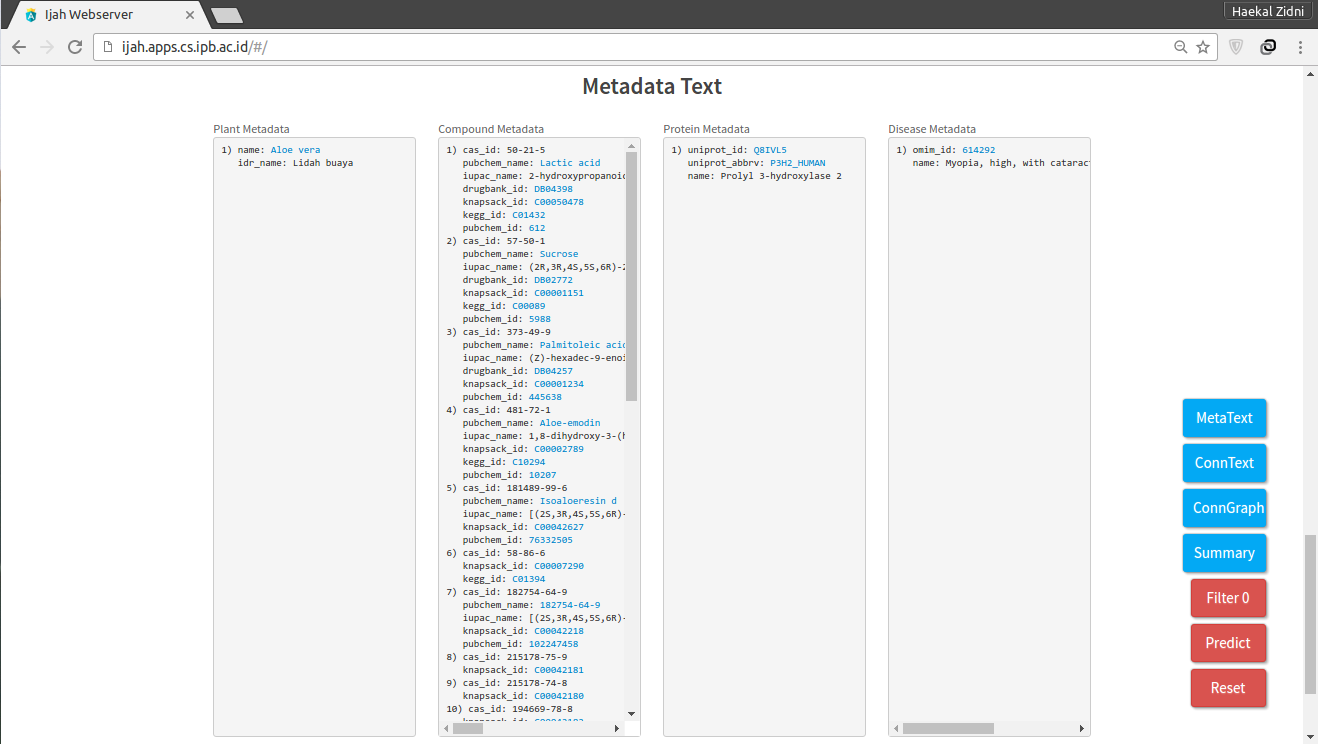 Ijah Webserver
Haekal Zidni
ijah.apps.cs.ipb.ac.id/#/
Metadata Text
Plant Metadata
1) name: Aloe vera
idr_name: Lidah buaya
Compound Metadata
1) cas_id: 50-21-5
pubchem_name: Lactic acid
iupac_name: 2-hydroxypropanoic
drugbank_id: DB04398
knapsack_id: C00050478
kegg_id: C01432
pubchem_id: 612
2) cas_id: 57-50-1
pubchem_name: Sucrose
iupac_name: (2R,3R,4S,5S,6R)-2
drugbank_id: DB02772
knapsack_id: C00001151
kegg_id: C00089
pubchem_id: 5988
3) cas_id: 373-49-9
pubchem_name: Palmitoleic acid
iupac_name: (Z)-hexadec-9-enoi
drugbank_id: DB04257
knapsack_id: C00001234
pubchem_id: 445638
4) cas_id: 481-72-1
pubchem_name: Aloe-emodin
iupac_name: 1,8-dihydroxy-3-(h
knapsack_id: C00002789
kegg_id: C10294
pubchem_id: 10207
5) cas_id: 181489-99-6
pubchem_name: Isoaloeresin d
iupac_name: [(2S,3R,4S,5S,6R)-
knapsack_id: C00042627
pubchem_id: 76332505
6) cas_id: 58-86-6
knapsack_id: C00007290
kegg_id: C01394
7) cas_id: 182754-64-9
pubchem_name: 182754-64-9
iupac_name: [(2S,3R,4S,5S,6R)-
knapsack_id: C00042218
pubchem_id: 102247458
8) cas_id: 215178-75-9
knapsack_id: C00042181
9) cas_id: 215178-74-8
knapsack_id: C00042180
10) cas_id: 194669-78-8
Protein Metadata
1) uniprot_id: Q8IVL5
uniprot_abbrv: P3H2_HUMAN
name: Prolyl 3-hydroxylase 2
Disease Metadata
1) omim_id: 614292
name: Myopia, high, with catarac
MetaText
ConnText
ConnGraph
Summary
Filter 0
Predict
Reset